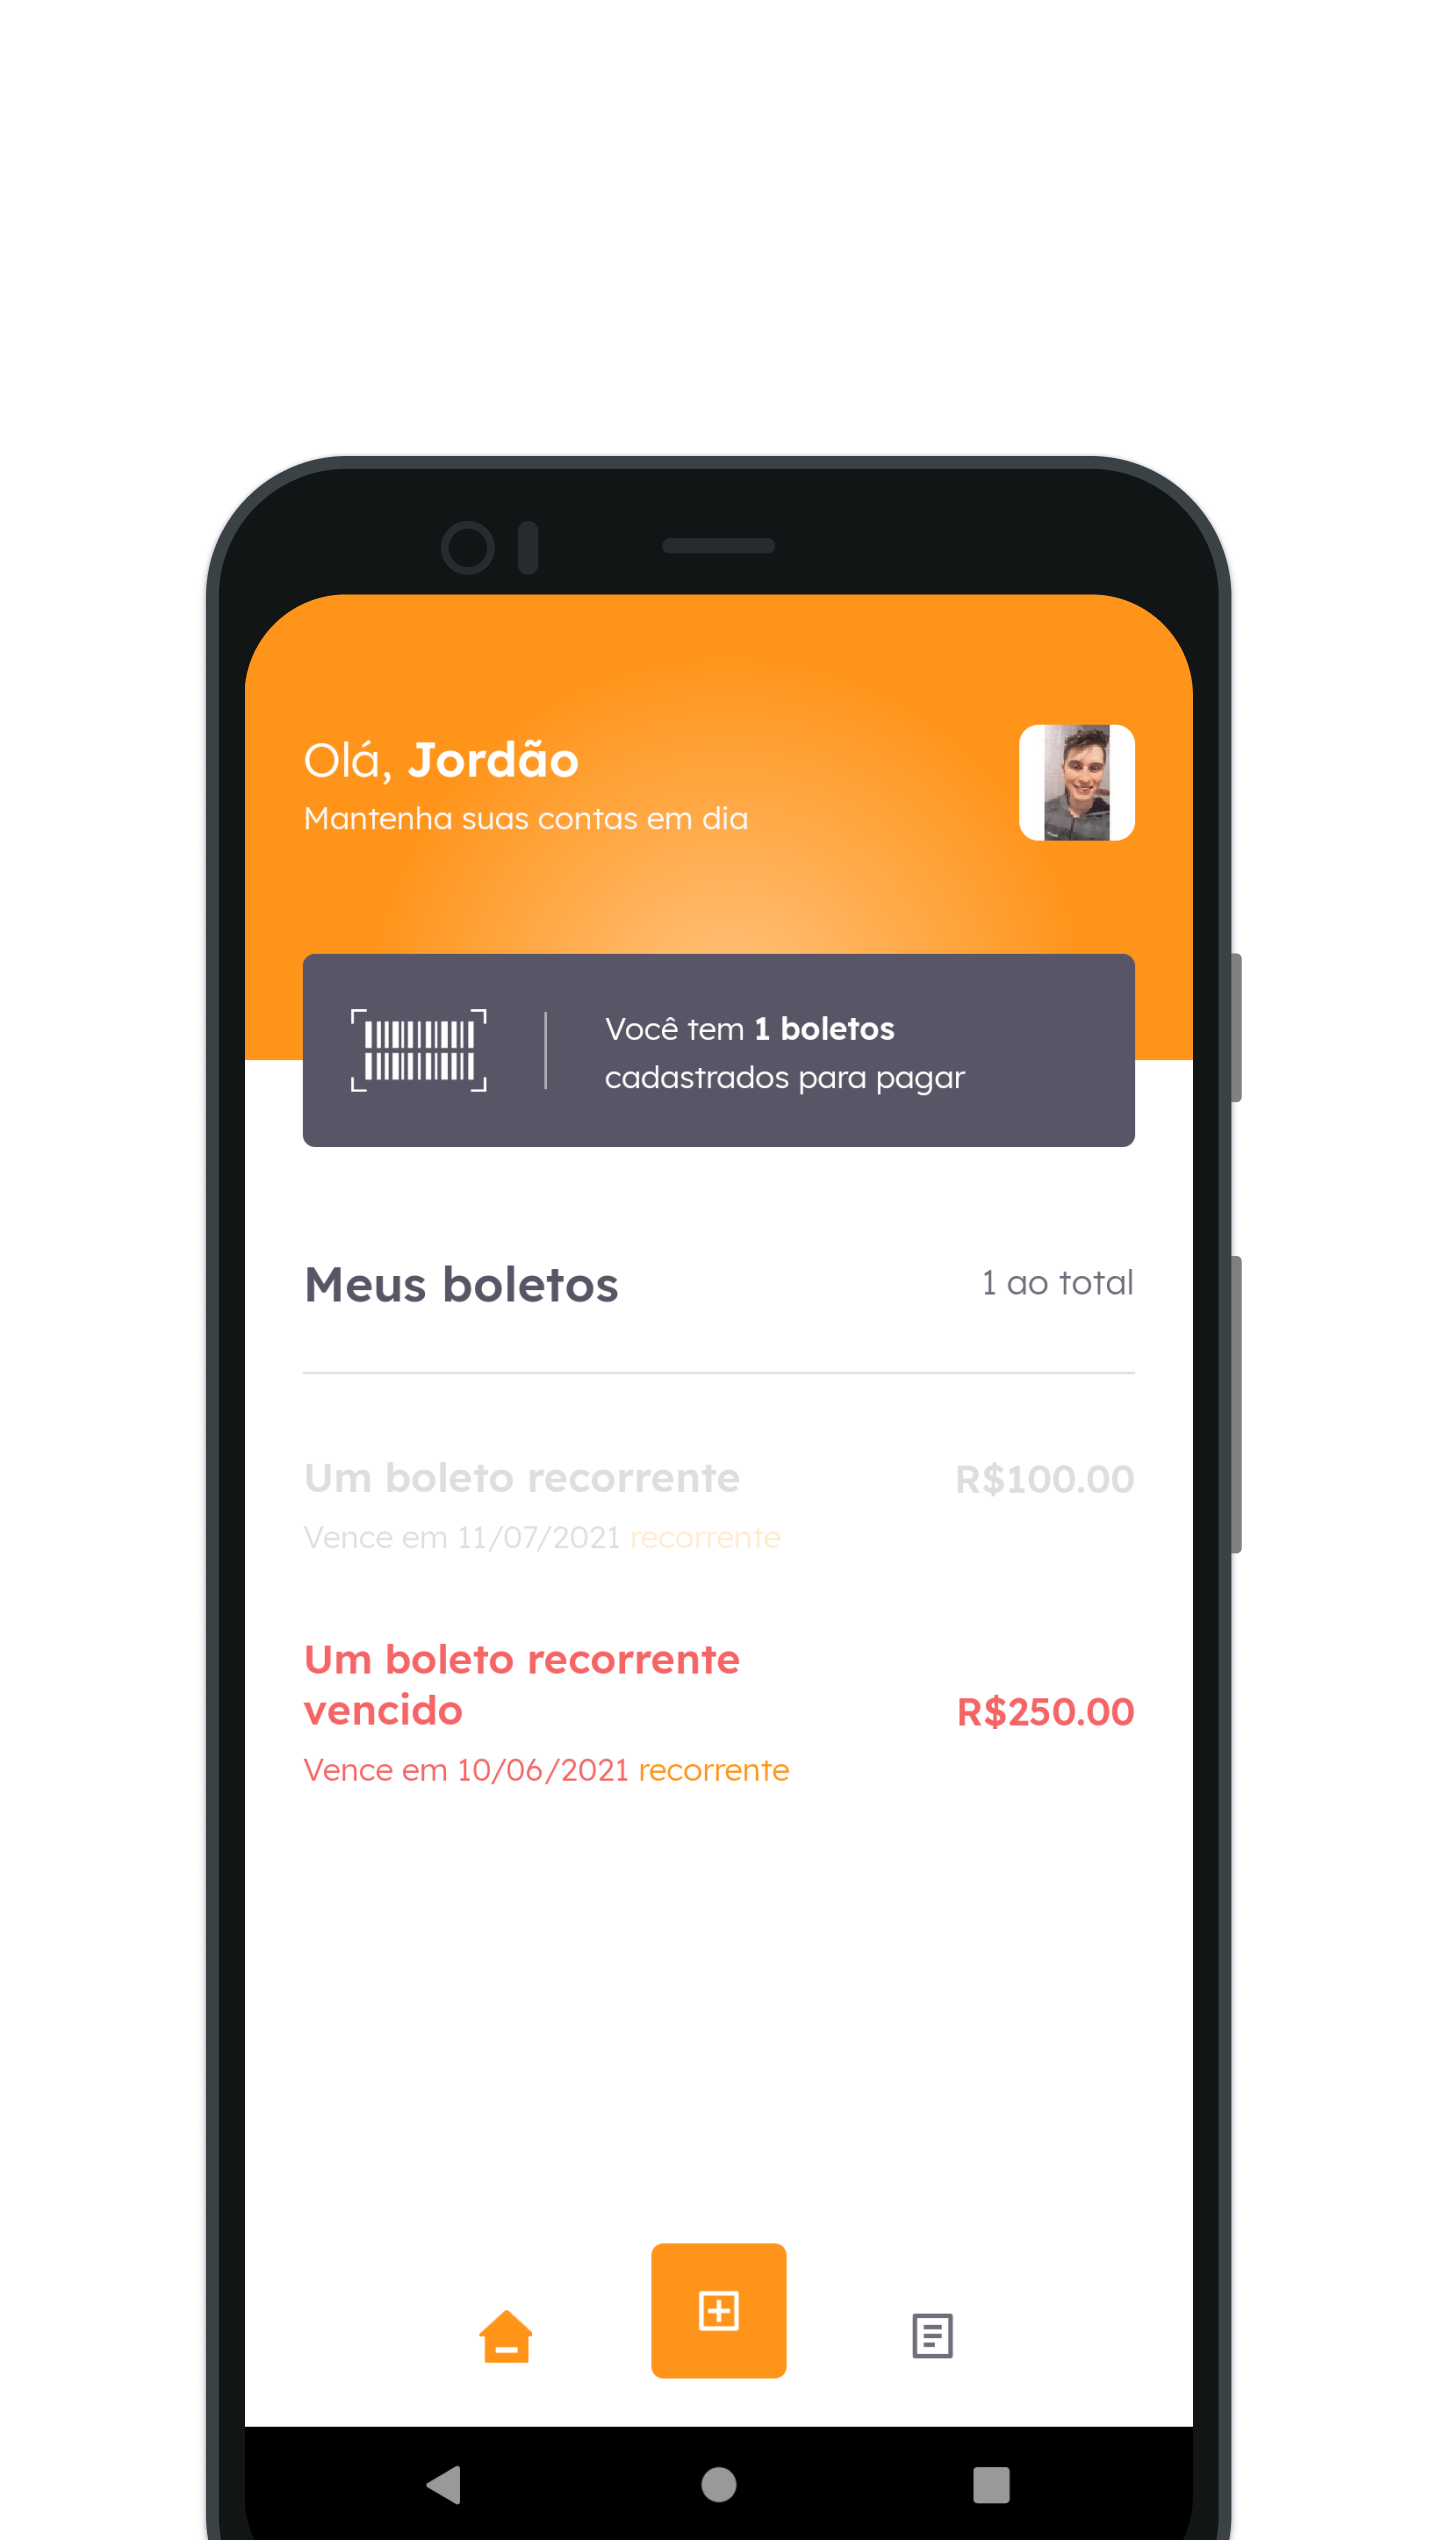 Olá, Jordão
Mantenha suas contas em dia
Você tem 1 boletos
cadastrados para pagar
Meus boletos
1 ao total
Um boleto recorrente
R$100.00
Vence em 11/07/2021 recorrente
Um boleto recorrente
vencido
R$250.00
Vence em 10/06/2021 recorrente